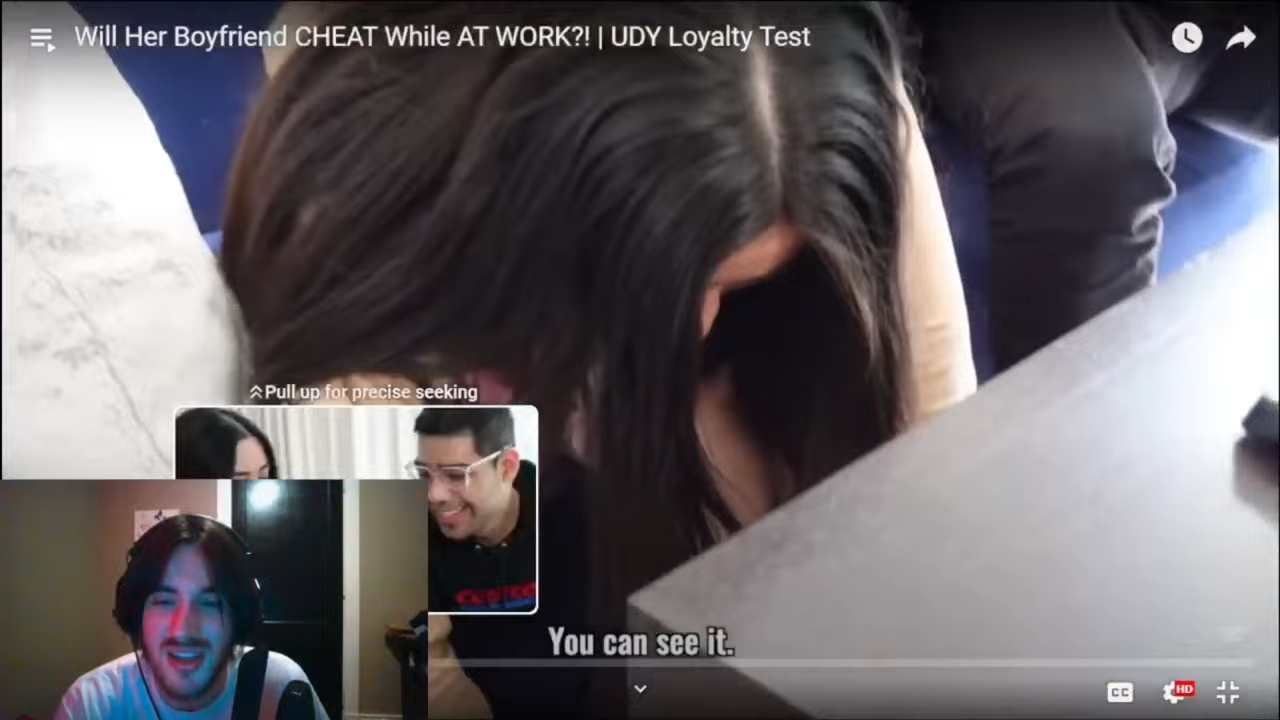 Will Her Boyfriend CHEAT While AT WORK?! | UDY Loyalty Test
Pull up for precise seeking
You can see it.
CC
HD